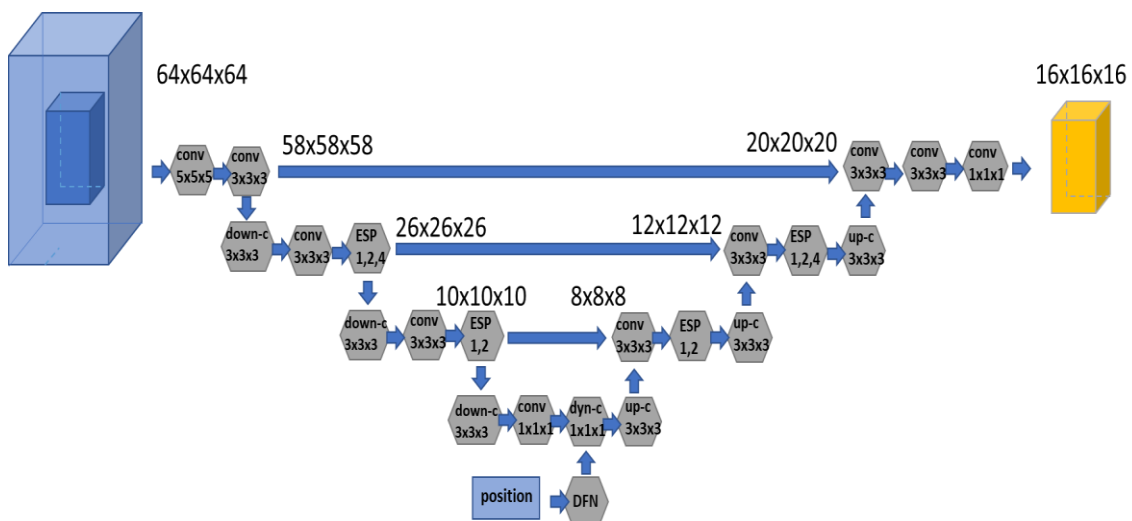 64x64x64
16x16x16
conv
5x5x5
conv
3x3x3
58x58x58
20x20x20
conv
3x3x3
conv
3x3x3
conv
1x1x1
down-c
3x3x3
conv
3x3x3
ESP
1,2,4
26x26x26
12x12x12
conv
3x3x3
ESP
1,2,4
up-c
3x3x3
down-c
3x3x3
conv
3x3x3
ESP
1,2
10x10x10
8x8x8
conv
3x3x3
ESP
1,2
up-c
3x3x3
down-c
3x3x3
conv
1x1x1
dyn-c
1x1x1
up-c
3x3x3
position
DFN